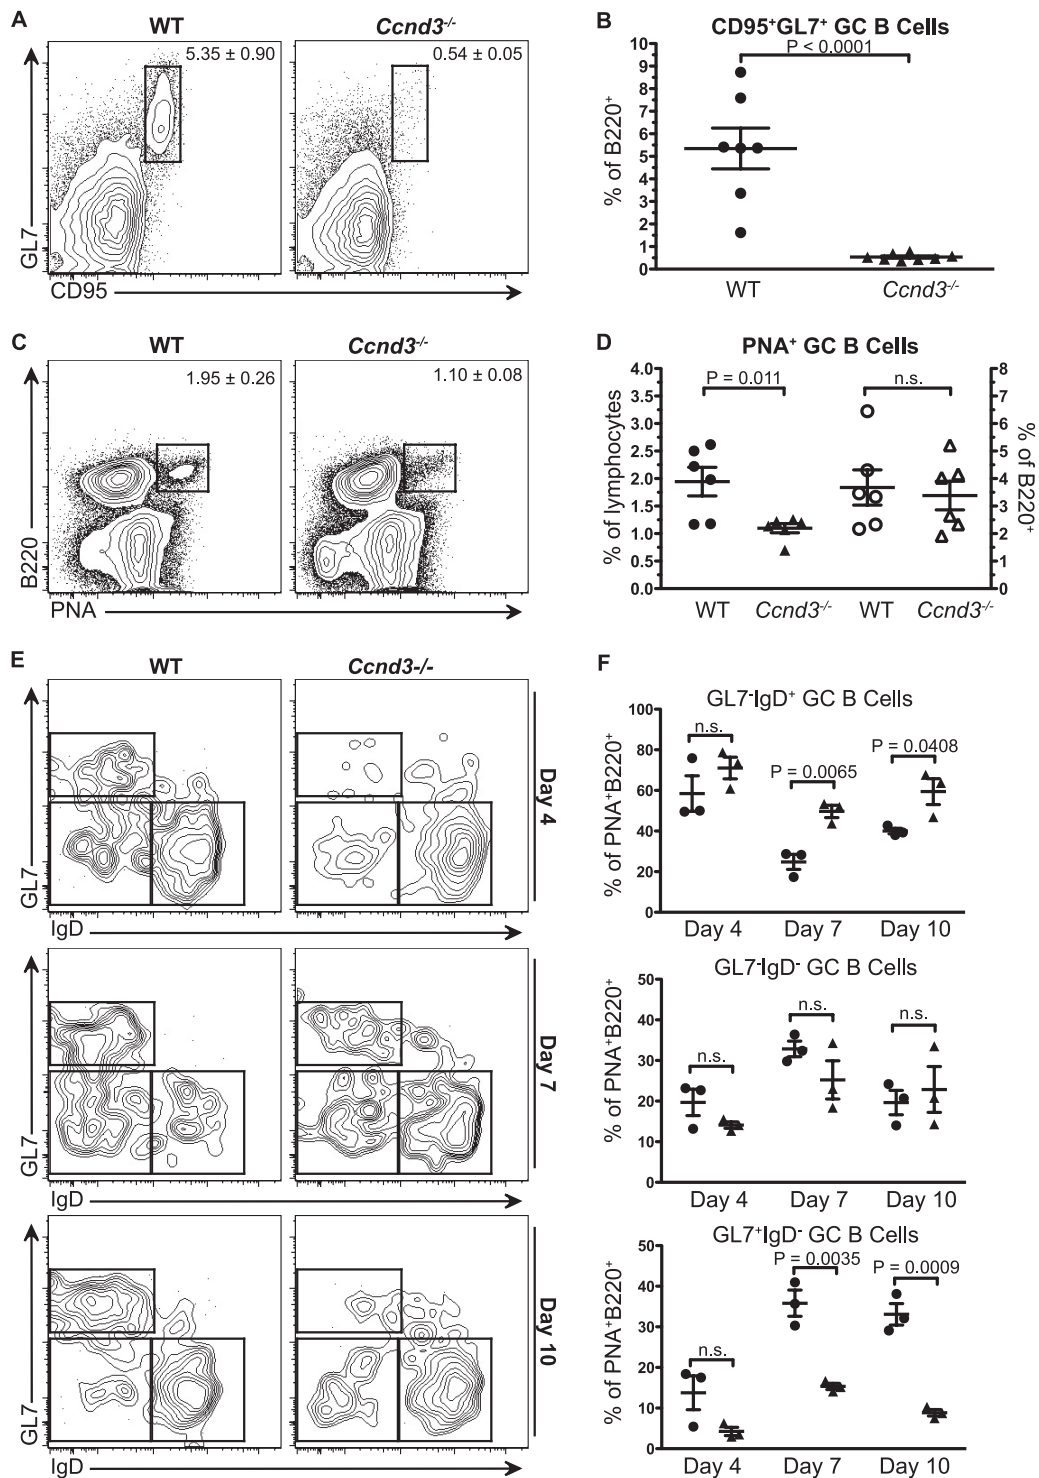 A
WT
Ccnd3-/-
5.35 ± 0.90
0.54 ± 0.05
GL7
CD95
B
CD95+GL7+ GC B Cells
P < 0.0001
% of B220+
10
9
8
7
6
5
4
3
2
1
0
WT
Ccnd3-/-
C
WT
Ccnd3-/-
1.95 ± 0.26
1.10 ± 0.08
B220
PNA
D
PNA+ GC B Cells
P = 0.011
n.s.
% of lymphocytes
4.0
3.5
3.0
2.5
2.0
1.5
1.0
0.5
0.0
8
7
6
5
4
3
2
1
0
% of B220+
WT
Ccnd3-/-
WT
Ccnd3-/-
E
WT
Ccnd3-/-
GL7
IgD
Day 4
GL7
IgD
Day 7
GL7
IgD
Day 10
F
GL7-IgD+ GC B Cells
% of PNA+B220+
100
80
60
40
20
0
n.s.
P = 0.0065
P = 0.0408
Day 4
Day 7
Day 10
GL7-IgD- GC B Cells
% of PNA+B220+
50
40
30
20
10
0
n.s.
n.s.
n.s.
Day 4
Day 7
Day 10
GL7+IgD- GC B Cells
% of PNA+B220+
50
40
30
20
10
0
n.s.
P = 0.0035
P = 0.0009
Day 4
Day 7
Day 10